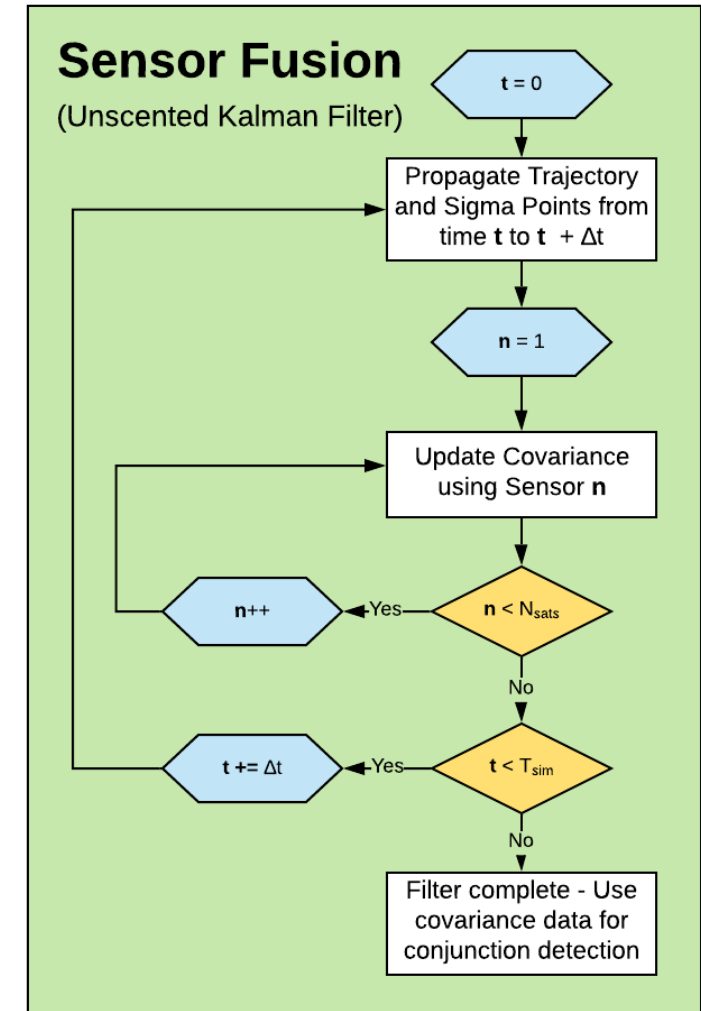 Sensor Fusion
(Unscented Kalman Filter)
t = 0
Propagate Trajectory
and Sigma Points from
time t to t + Δt
n = 1
Update Covariance
using Sensor n
n < Nsats
Yes
n++
No
t < Tsim
Yes
t += Δt
No
Filter complete - Use
covariance data for
conjunction detection